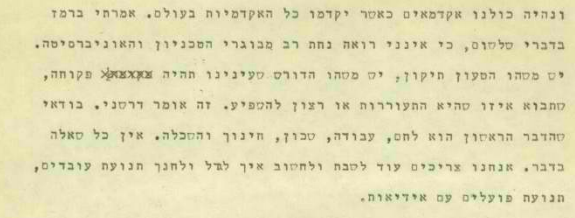 ונהיה כולנו אקדמאים כאשר יקדמו כל האקדמיות בעולם. אמרתי ברמז
בדברי שלשום, כי אינני רואה נחת רב מבוגרי הטכניון והאוניברסיטה.
יש משהו הטעון תיקון, יש משהו הדורש שעינינו תהיה פקוחה,
שתבוא איזו שהיא התעוררות או רצון להשפיע. זה אומר דרשני. בודאי
שהדבר הראשון הוא לחם, עבודה, שכון, חינוך והשכלה. אין כל שאלה
בדבר. אנחנו צריכים עוד לשבת ולחשוב איך לגדל ולחנך תנועת עובדים,
תנועת פועלים עם אידיאות.